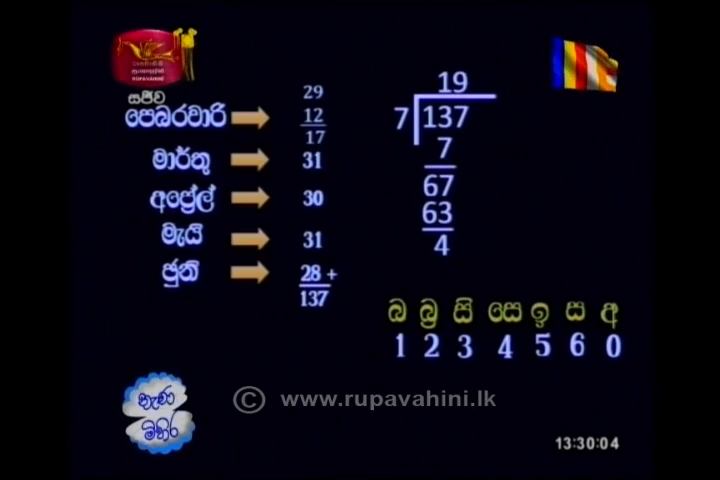 RUPAVAHINI
සජීව
පෙබරවාරි 29
12
17
මාර්තු 31
අප්‍රේල් 30
මැයි 31
ජුනි 28 +
137
19
7 137
7
67
63
4
බ බ්‍ර සි සෙ ඉ ස අ
1 2 3 4 5 6 0
නැණ
මිහිර
© www.rupavahini.lk
13:30:04